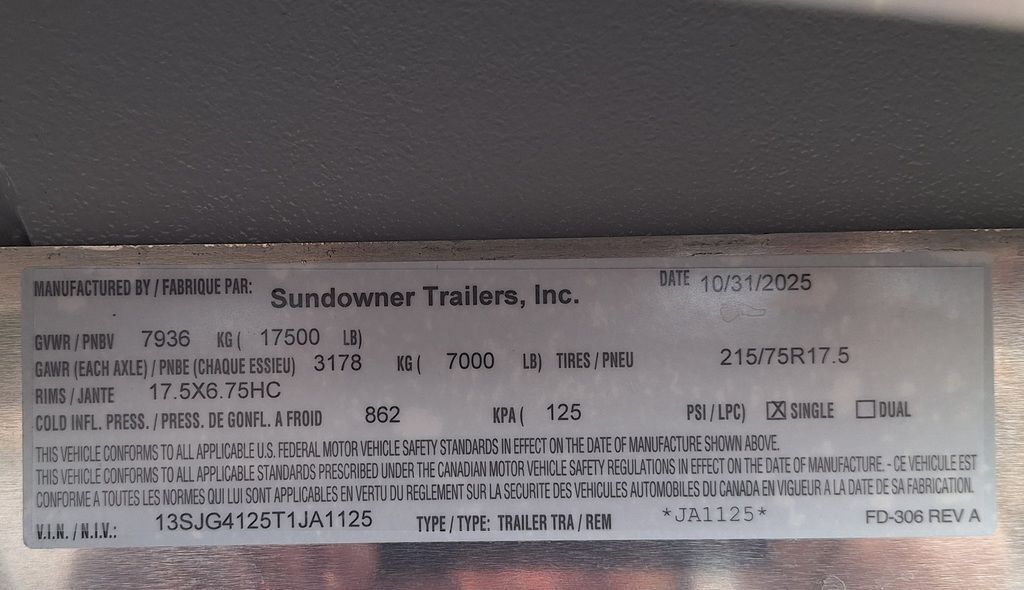 MANUFACTURED BY / FABRIQUE PAR: Sundowner Trailers, Inc. DATE 10/31/2025
GVWR / PNBV 7936 KG ( 17500 LB)
GAWR (EACH AXLE) / PNBE (CHAQUE ESSIEU) 3178 KG ( 7000 LB) TIRES / PNEU 215/75R17.5
RIMS / JANTE 17.5X6.75HC
COLD INFL. PRESS. / PRESS. DE GONFL. A FROID 862 KPA ( 125 PSI / LPC) ☒ SINGLE ☐ DUAL
THIS VEHICLE CONFORMS TO ALL APPLICABLE U.S. FEDERAL MOTOR VEHICLE SAFETY STANDARDS IN EFFECT ON THE DATE OF MANUFACTURE SHOWN ABOVE.
THIS VEHICLE CONFORMS TO ALL APPLICABLE STANDARDS PRESCRIBED UNDER THE CANADIAN MOTOR VEHICLE SAFETY REGULATIONS IN EFFECT ON THE DATE OF MANUFACTURE. - CE VEHICULE EST
CONFORME A TOUTES LES NORMES QUI LUI SONT APPLICABLES EN VERTU DU REGLEMENT SUR LA SECURITE DES VEHICULES AUTOMOBILES DU CANADA EN VIGUEUR A LA DATE DE SA FABRICATION.
V.I.N. / N.I.V.: 13SJG4125T1JA1125 TYPE / TYPE: TRAILER TRA / REM *JA1125* FD-306 REV A